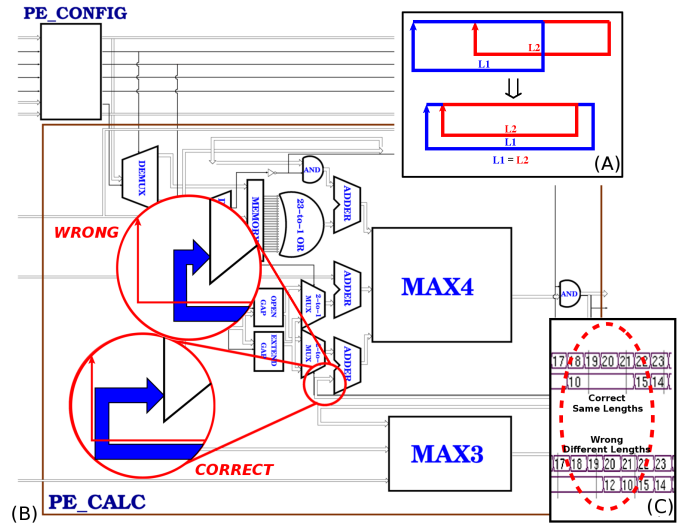 PE_CONFIG
L2
L1
L2
L1
L1 = L2
(A)
DEMUX
AND
MEMORY
23-to-1 OR
ADDER
WRONG
MAX4
AND
ADDER
OPEN
GAP
2-to-1
MUX
EXTEND
GAP
MUX
ADDER
17 18 19 20 21 22 23
10 15 14
Correct
Same Lengths
Wrong
Different Lengths
17 18 19 20 21 22 23
12 10 15 14
CORRECT
MAX3
(B)
PE_CALC
(C)